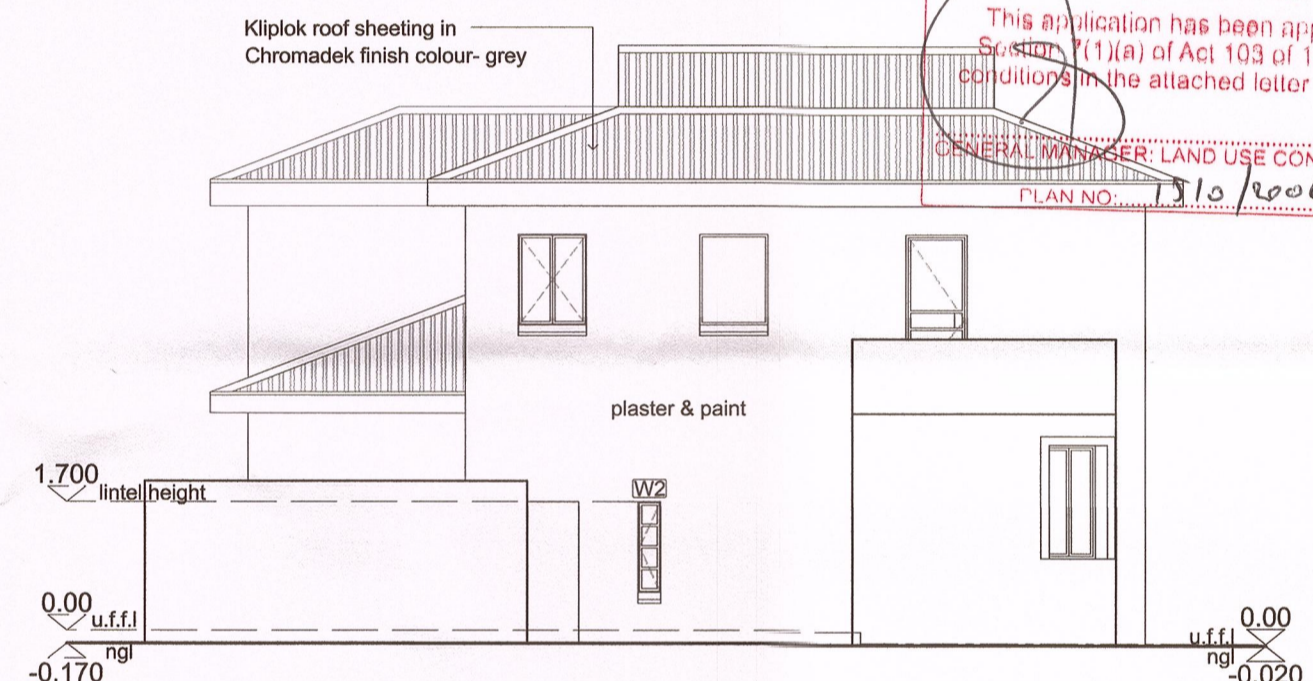 Kliplok roof sheeting in
Chromadek finish colour- grey
This application has been app
Section 7(1)(a) of Act 103 of 1
conditions in the attached letter
GENERAL MANAGER: LAND USE CON
PLAN NO:
plaster & paint
1.700
lintel height
W2
0.00
u.f.f.l
ngl
-0.170
0.00
u.f.f.l
ngl
-0.020